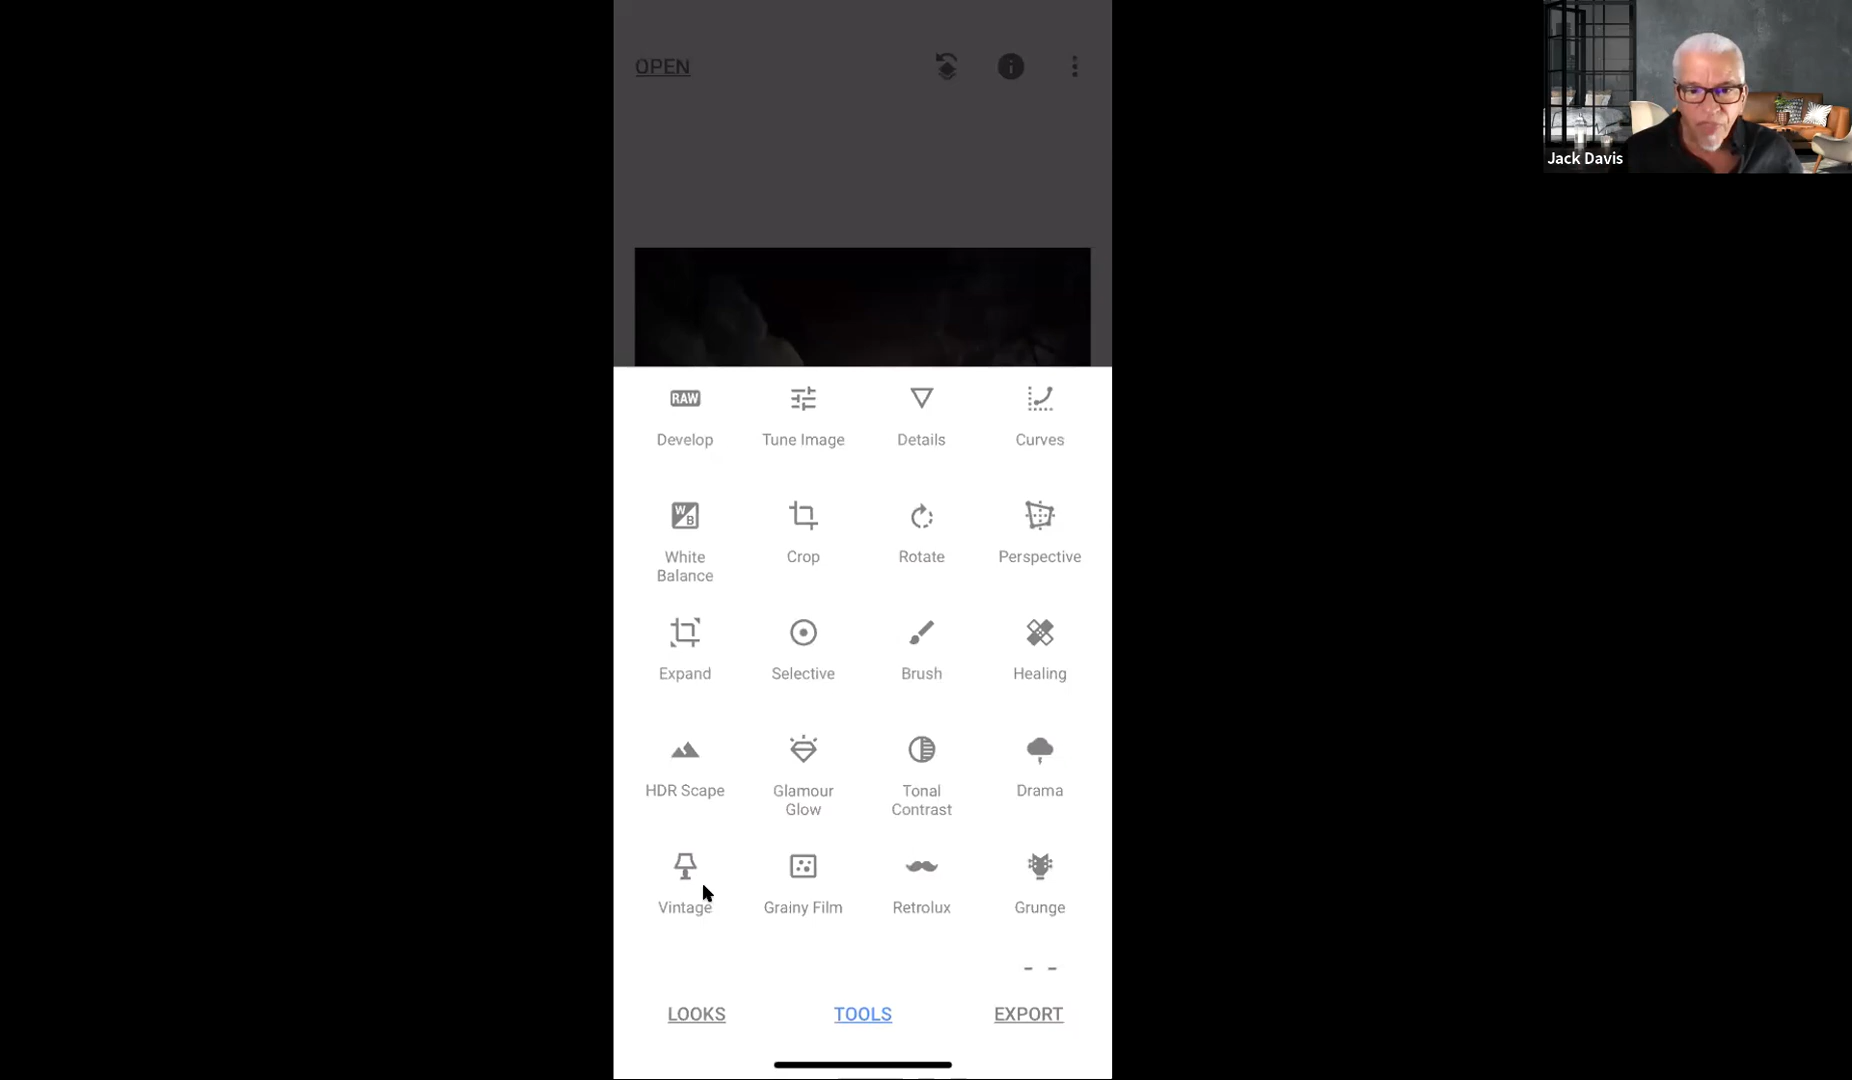 OPEN
Jack Davis
RAW
Develop
Tune Image
Details
Curves
W
B
White
Balance
Crop
Rotate
Perspective
Expand
Selective
Brush
Healing
HDR Scape
Glamour
Glow
Tonal
Contrast
Drama
Vintage
Grainy Film
Retrolux
Grunge
LOOKS
TOOLS
EXPORT